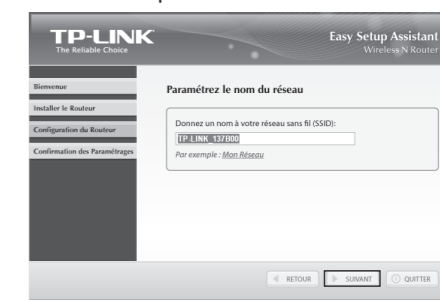 TP-LINK
The Reliable Choice
Easy Setup Assistant
Wireless N Router
Bienvenue
Installer le Routeur
Configuration du Routeur
Confirmation des Paramétrages
Paramétrez le nom du réseau
Donnez un nom à votre réseau sans fil (SSID):
TP-LINK_137B00
Par exemple : Mon Réseau
RETOUR
SUIVANT
QUITTER